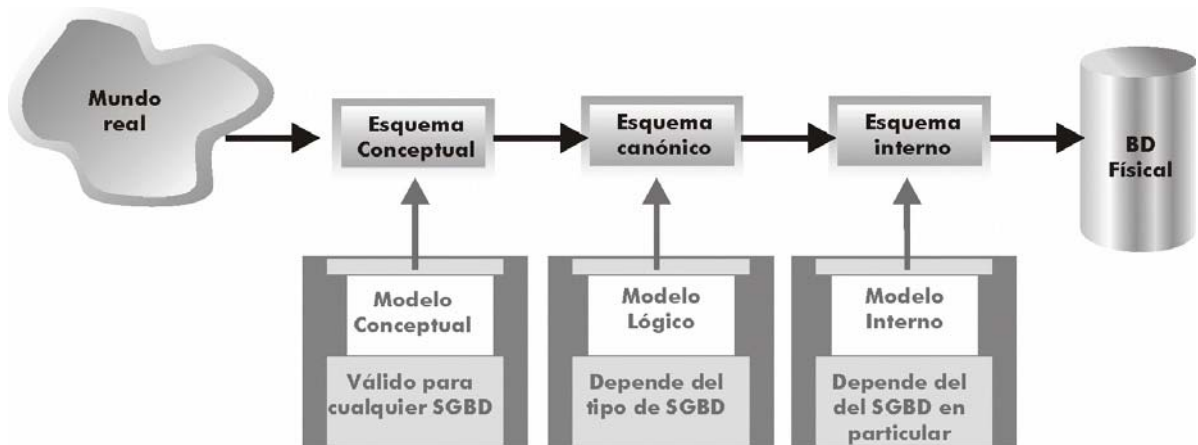 Mundo
real
Esquema
Conceptual
Esquema
canónico
Esquema
interno
BD
Físical
Modelo
Conceptual
Modelo
Lógico
Modelo
Interno
Válido para
cualquier SGBD
Depende del
tipo de SGBD
Depende del
del SGBD en
particular